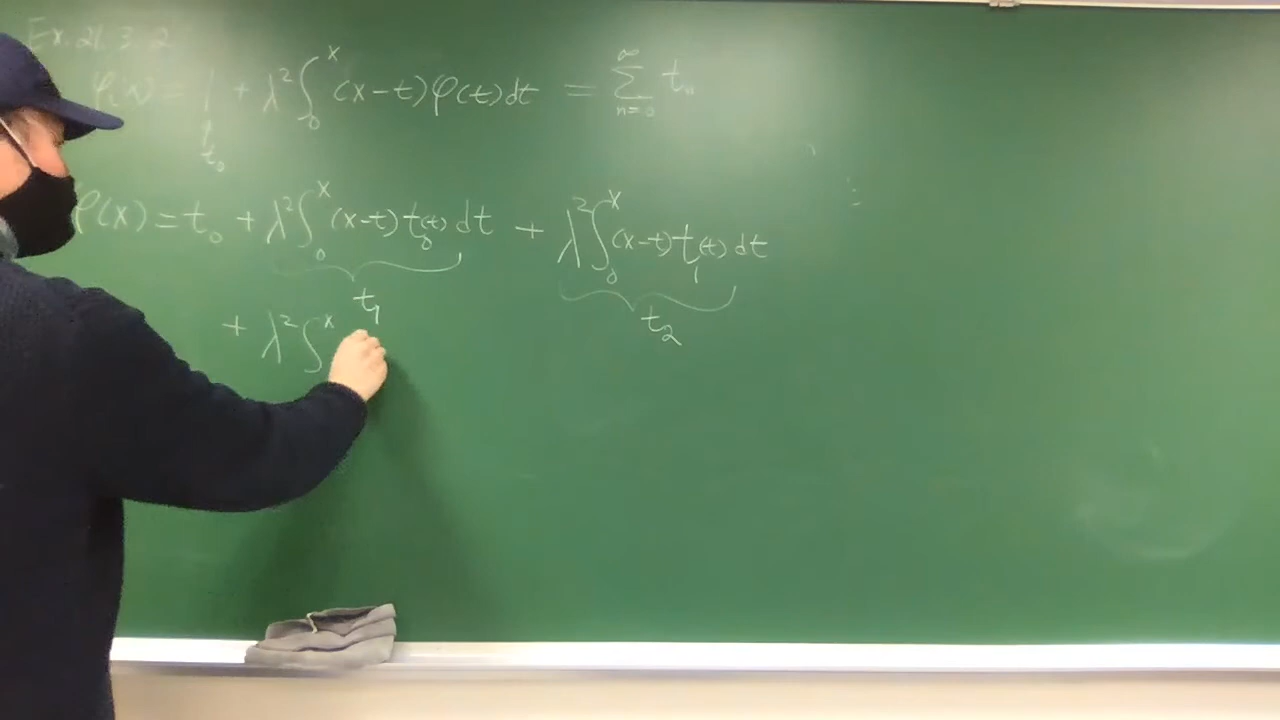 Ex. 21.3.2
φ(x) = 1 + λ² ∫₀ˣ (x-t)φ(t)dt = Σₙ₌₀^∞ tₙ
t₀
φ(x) = t₀ + λ² ∫₀ˣ (x-t) t₀(t) dt + λ² ∫₀ˣ (x-t) t₁(t) dt
t₁ t₂
+ λ² ∫ˣ